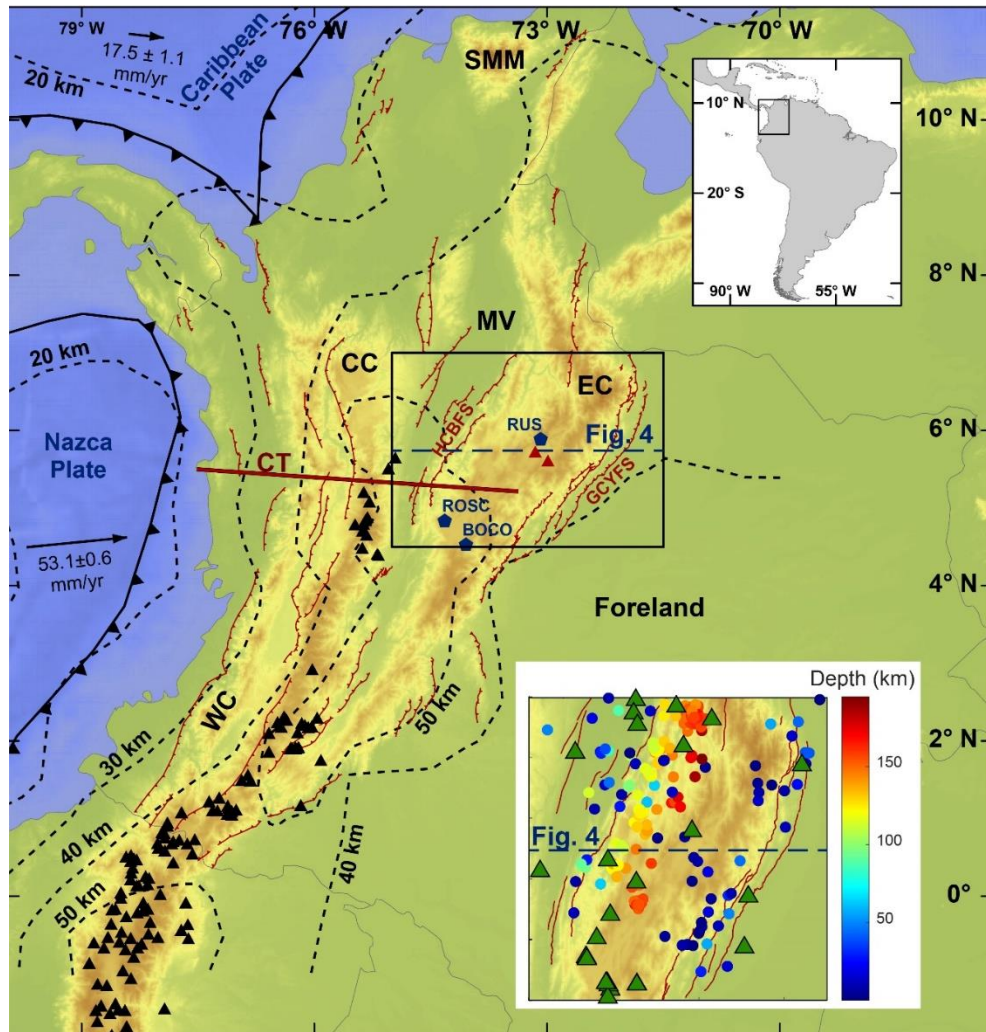 79° W
76° W
73° W
70° W
17.5 ± 1.1
mm/yr
Caribbean
Plate
20 km
SMM
10° N
10° N
20° S
90° W
55° W
8° N
MV
20 km
CC
EC
HCBFS
RUS
Fig. 4
6° N
Nazca
Plate
CT
GCYFS
ROSC
BOCO
53.1±0.6
mm/yr
4° N
Foreland
WC
50 km
30 km
Depth (km)
2° N
150
40 km
Fig. 4
100
40 km
50 km
0°
50